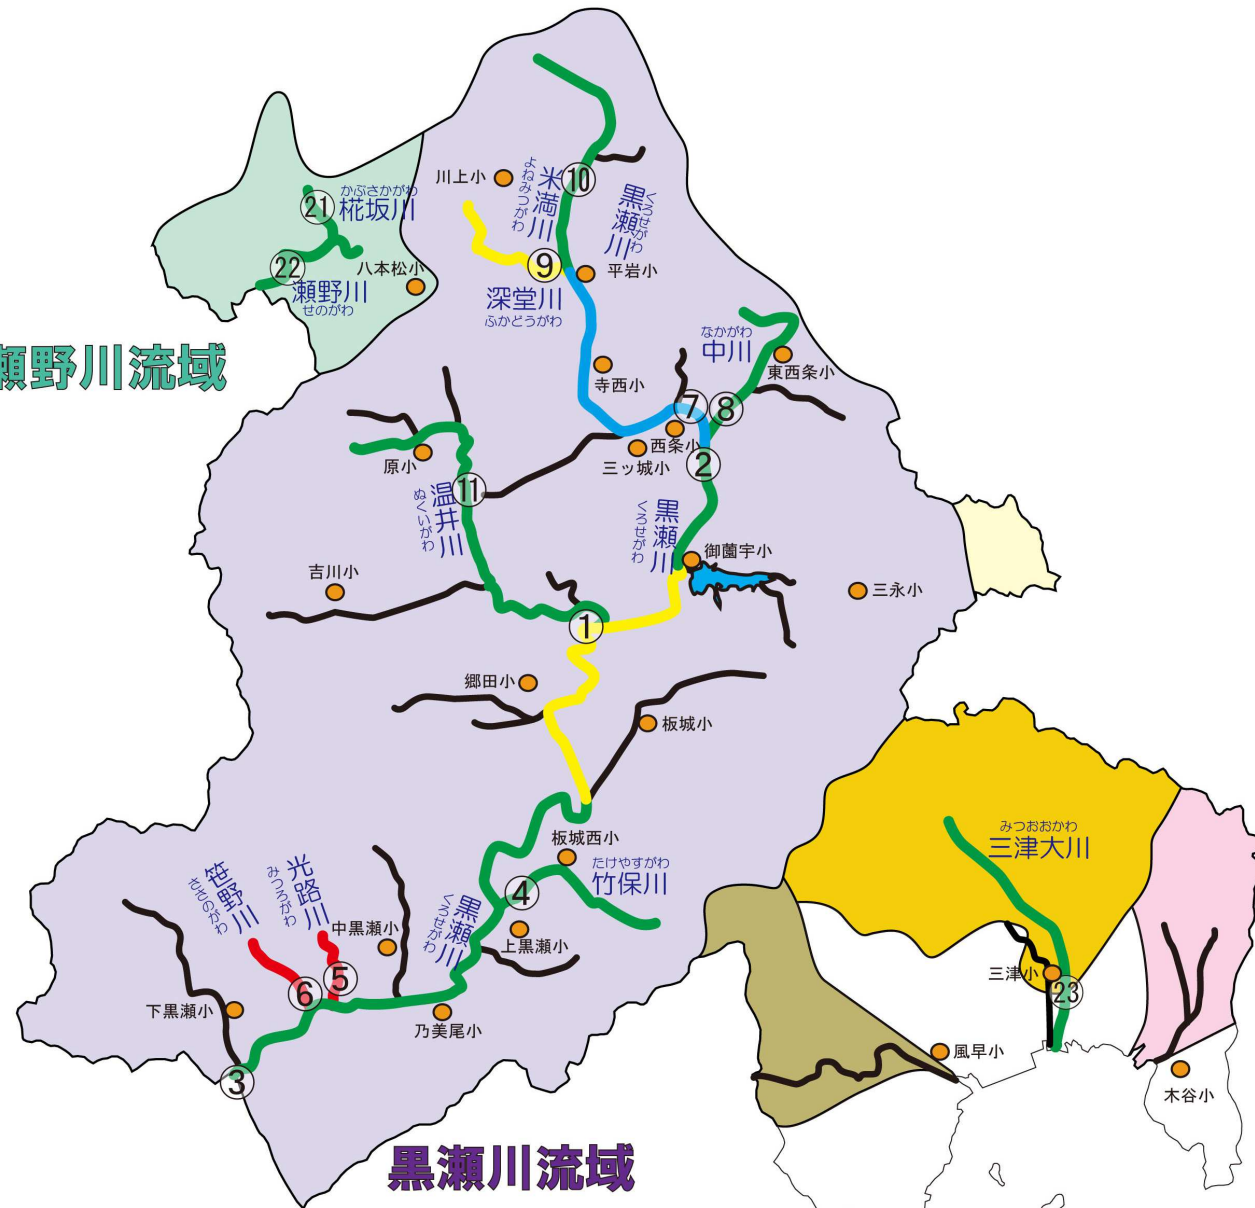 川上小
よねみつがわ
米満川
⑩
くろせがわ
黒瀬川
かぶさかがわ
椛坂川
㉑
㉒
瀬野川
せのがわ
八本松小
⑨
平岩小
深堂川
ふかどうがわ
瀬野川流域
なかがわ
中川
東西条小
寺西小
⑦
⑧
西条小
三ッ城小
②
原小
⑪
温井川
ぬくいがわ
黒瀬川
くろせがわ
御薗宇小
吉川小
三永小
①
郷田小
板城小
板城西小
たけやすがわ
竹保川
④
みつおおかわ
三津大川
笹野川
ささのがわ
光路川
みつろがわ
中黒瀬小
黒瀬川
くろせがわ
上黒瀬小
⑤
⑥
下黒瀬小
乃美尾小
三津小
㉓
③
風早小
木谷小
黒瀬川流域